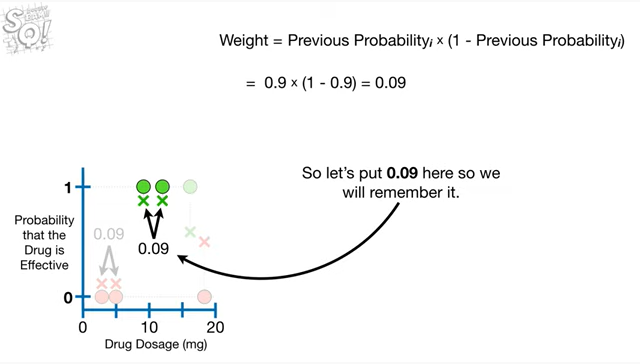 SQ!
Weight = Previous Probabilityi × (1 - Previous Probabilityi)
= 0.9 × (1 - 0.9) = 0.09
So let's put 0.09 here so we
will remember it.
1
Probability
that the
Drug is
Effective
0.09
0.09
0
0
10
20
Drug Dosage (mg)